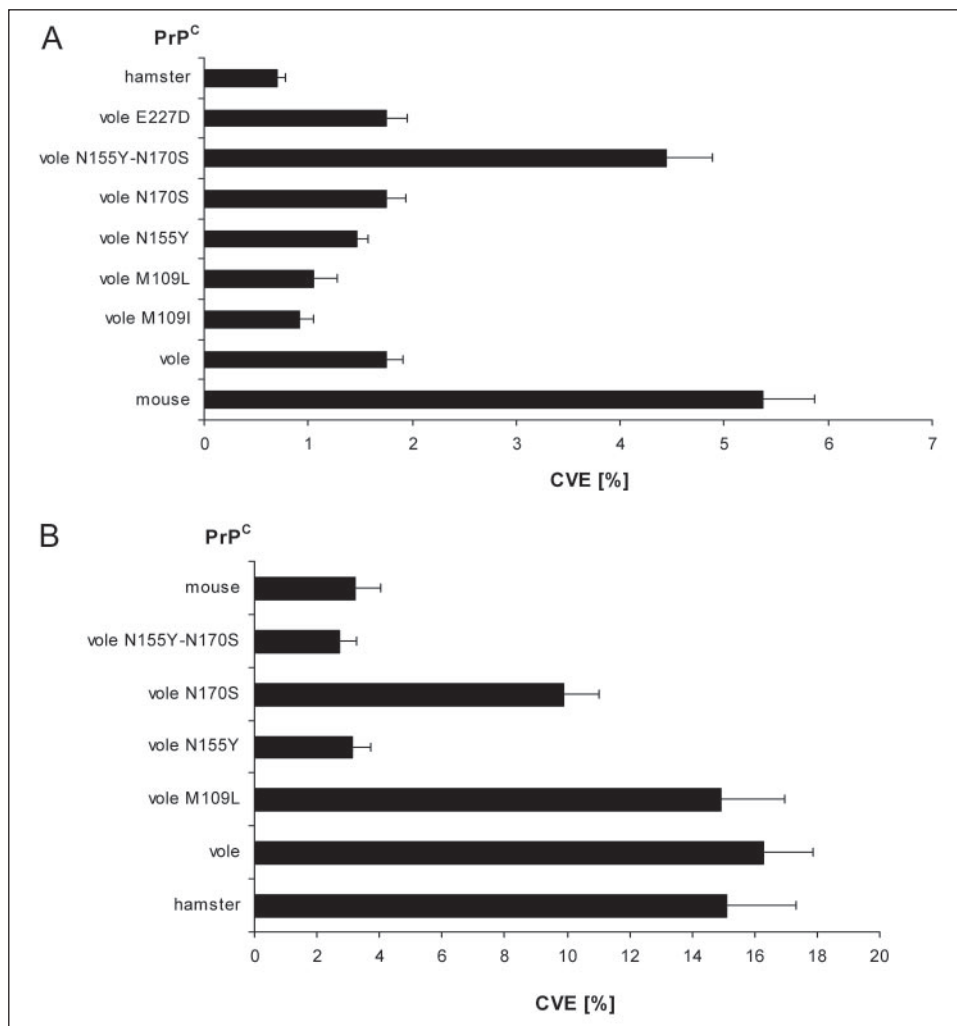 A
PrP^C
hamster
vole E227D
vole N155Y-N170S
vole N170S
vole N155Y
vole M109L
vole M109I
vole
mouse
0 1 2 3 4 5 6 7
CVE [%]
B
PrP^C
mouse
vole N155Y-N170S
vole N170S
vole N155Y
vole M109L
vole
hamster
0 2 4 6 8 10 12 14 16 18 20
CVE [%]